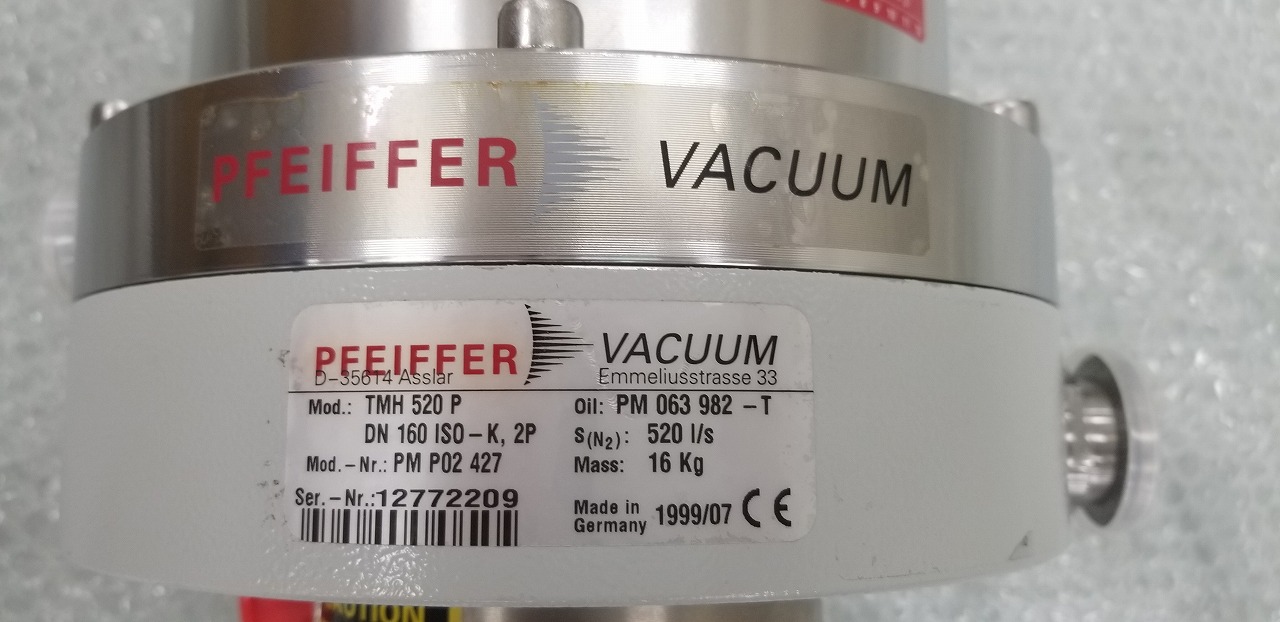 PFEIFFER VACUUM
PFEIFFER VACUUM
D-35614 Asslar Emmeliusstrasse 33
Mod.: TMH 520 P Oil: PM 063 982 -T
DN 160 ISO-K, 2P S(N2): 520 l/s
Mod.-Nr.: PM P02 427 Mass: 16 Kg
Ser.-Nr.:12772209 Made in Germany 1999/07 CE